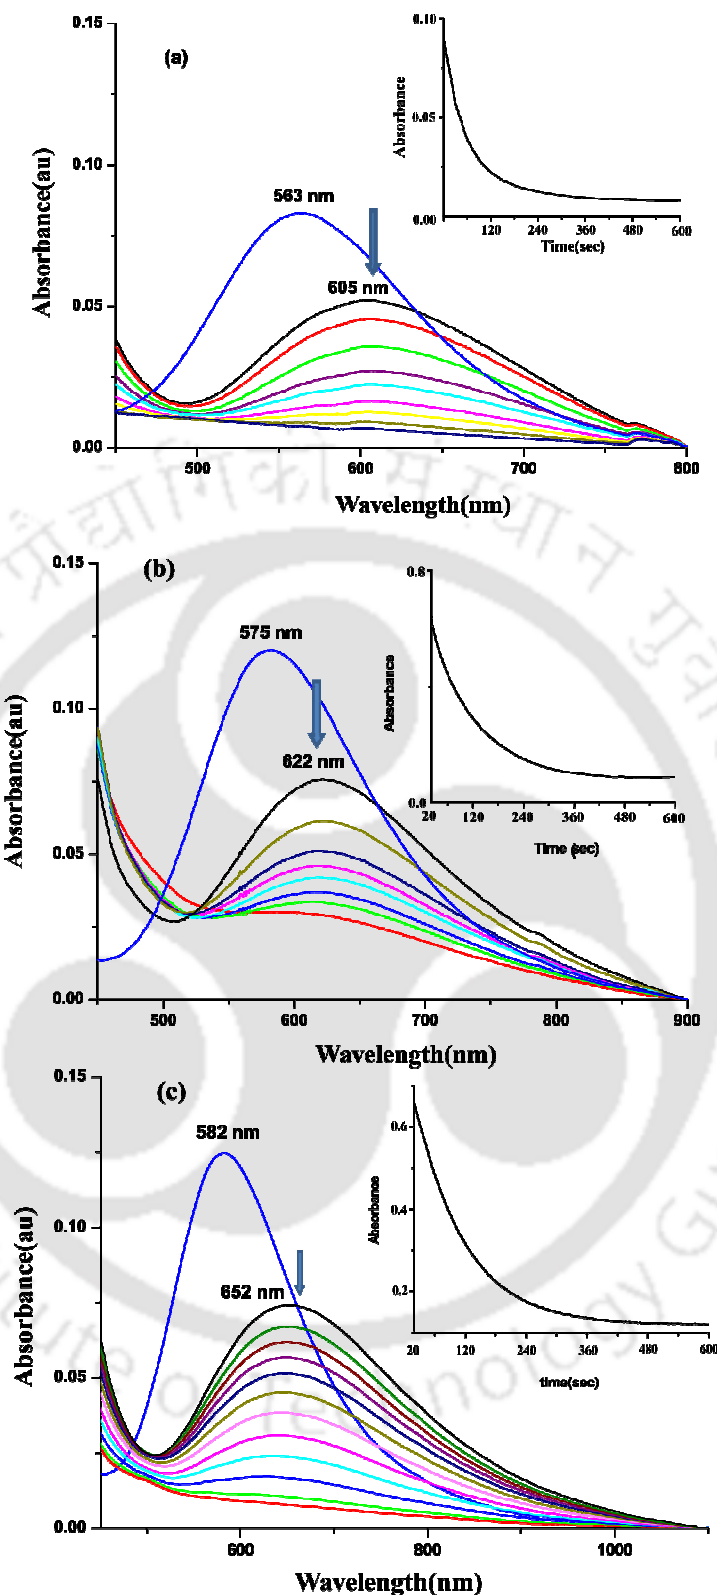 (a)
0.15
0.10
0.05
0.00
Absorbance(au)
563 nm
605 nm
500
600
700
800
Wavelength(nm)
0.10
0.05
0.00
Absorbance
120
240
360
480
600
Time(sec)
(b)
0.15
0.10
0.05
0.00
Absorbance(au)
575 nm
622 nm
500
600
700
800
900
Wavelength(nm)
0.8
0.0
Absorbance
20
120
240
360
480
600
Time (sec)
(c)
0.15
0.10
0.05
0.00
Absorbance(au)
582 nm
652 nm
600
800
1000
Wavelength(nm)
0.6
0.4
0.2
Absorbance
20
120
240
360
480
600
time(sec)
of Technology